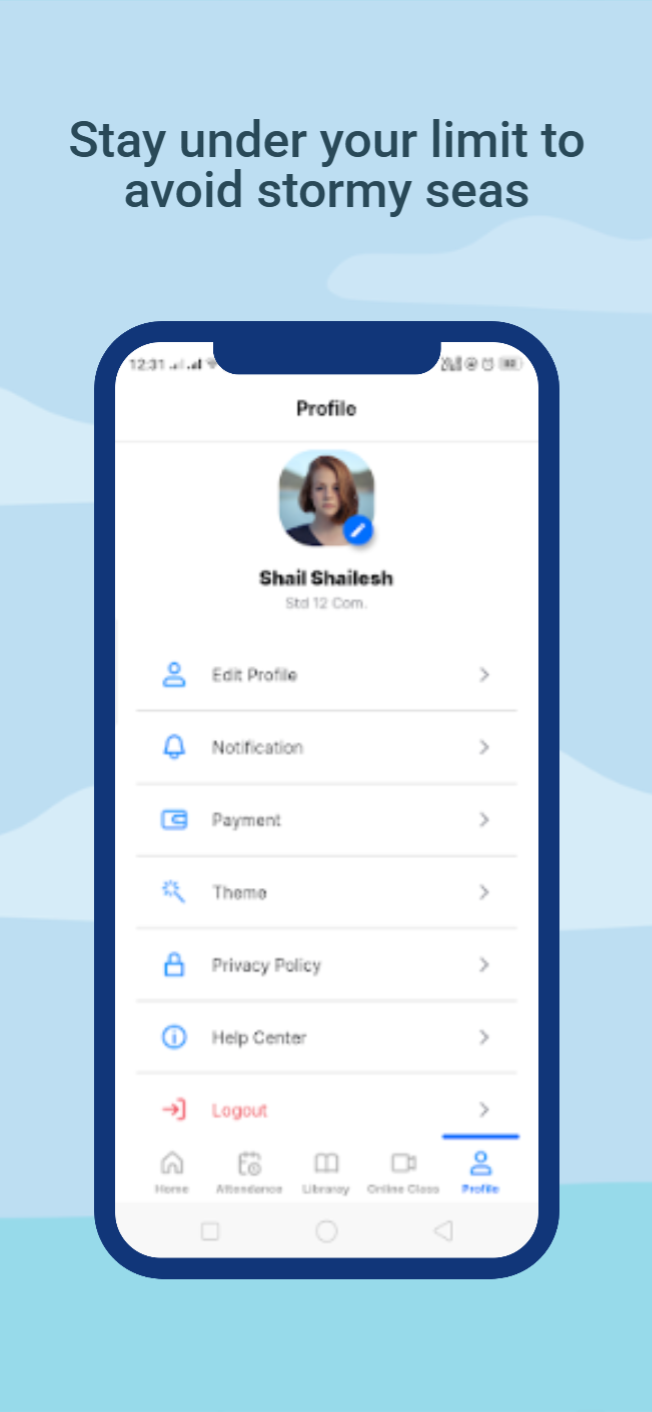 Stay under your limit to
avoid stormy seas
12:31
Profile
Shail Shailesh
Std 12 Com.
Edit Profile
Notification
Payment
Theme
Privacy Policy
Help Center
Logout
Home Attendance Libraray Online Class Profile